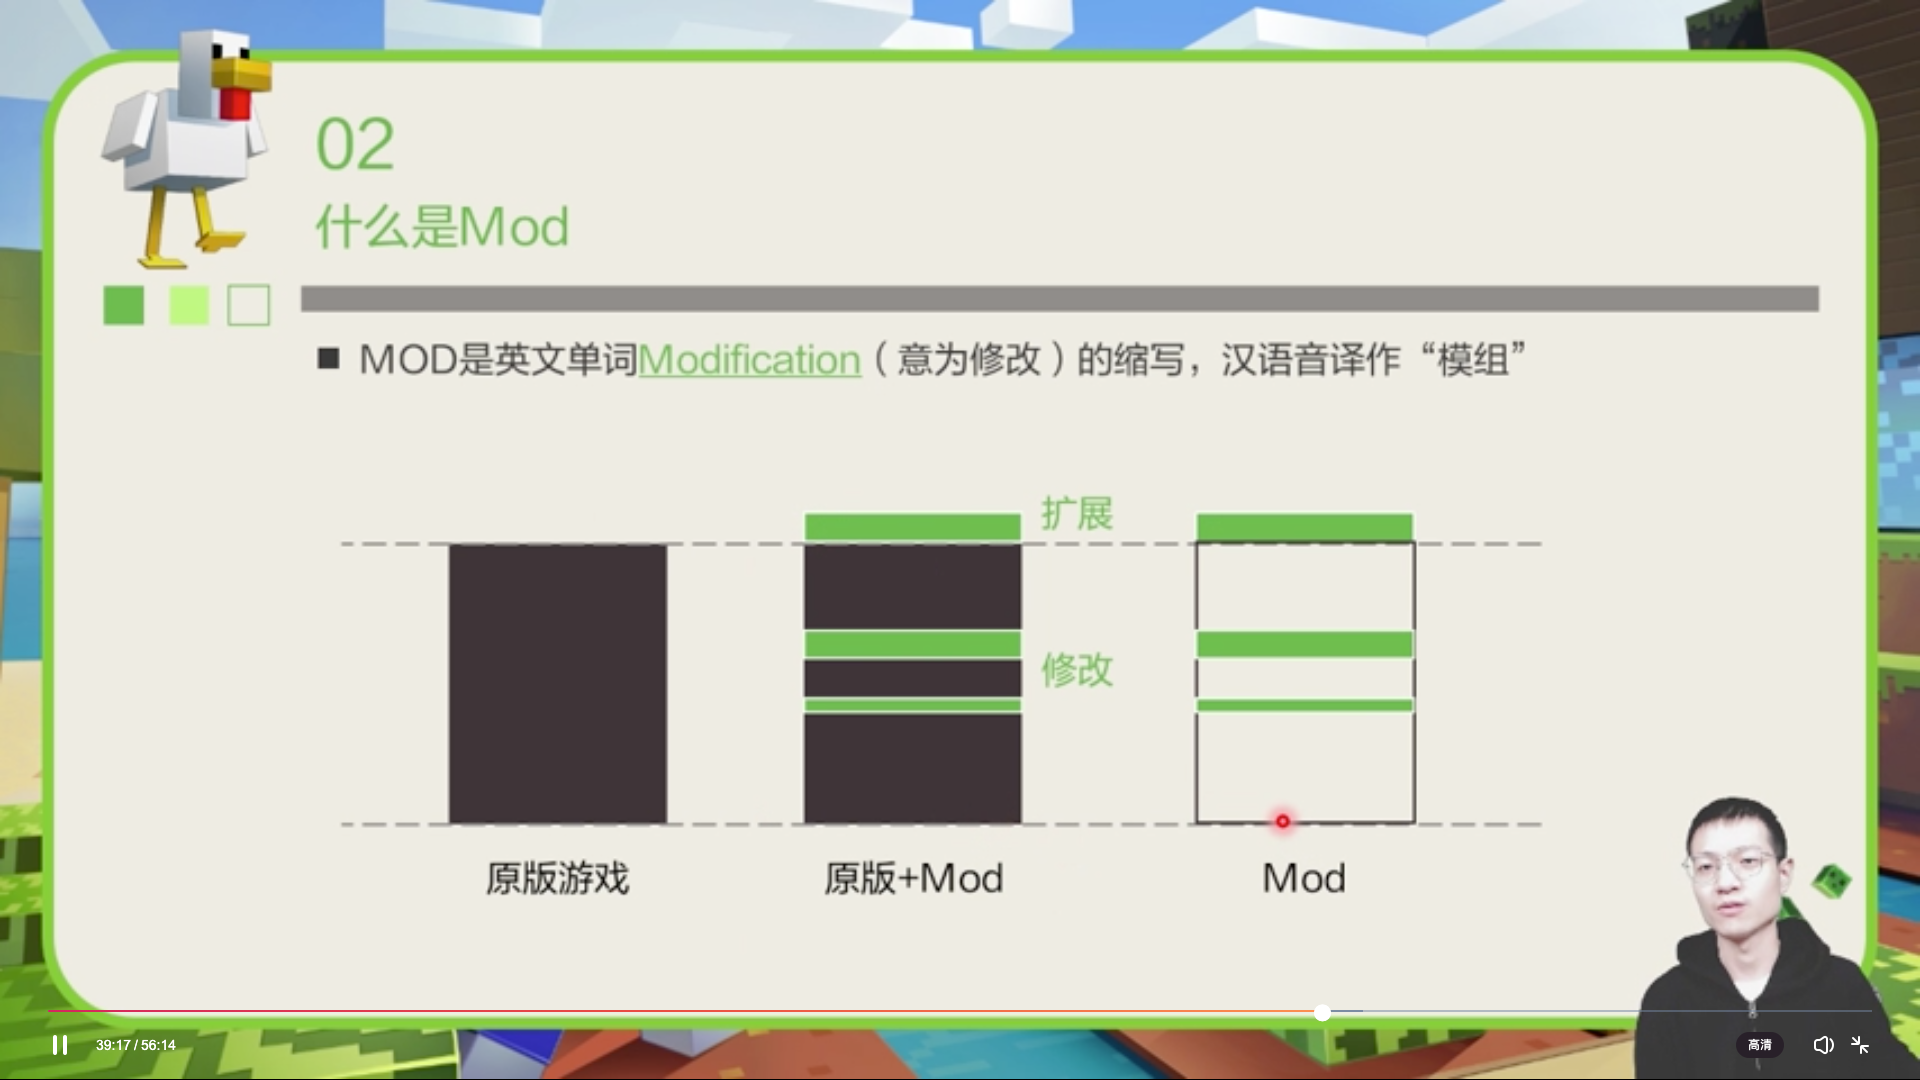 02
什么是Mod
■ MOD是英文单词Modification（意为修改）的缩写，汉语音译作“模组”
扩展
修改
原版游戏
原版+Mod
Mod
39:17 / 56:14
高清